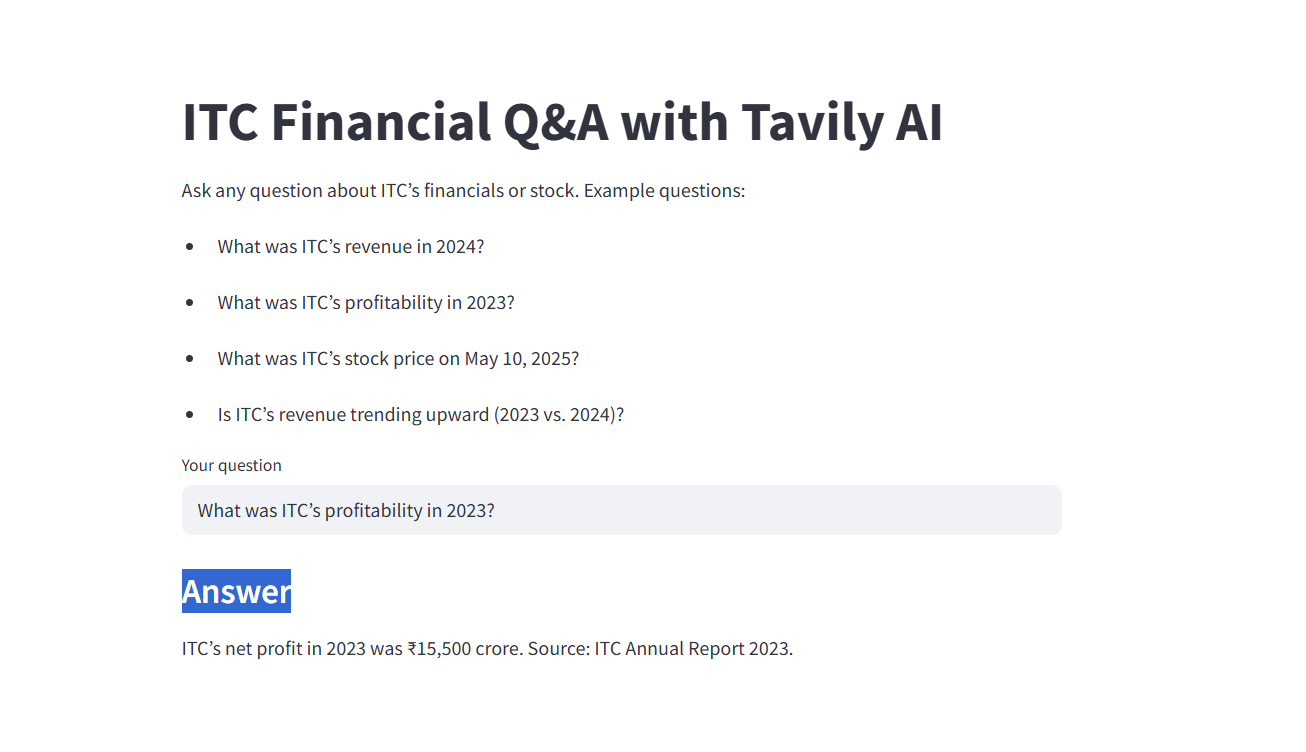 ITC Financial Q&A with Tavily AI
Ask any question about ITC’s financials or stock. Example questions:
• What was ITC’s revenue in 2024?
• What was ITC’s profitability in 2023?
• What was ITC’s stock price on May 10, 2025?
• Is ITC’s revenue trending upward (2023 vs. 2024)?
Your question
What was ITC’s profitability in 2023?
Answer
ITC’s net profit in 2023 was ₹15,500 crore. Source: ITC Annual Report 2023.